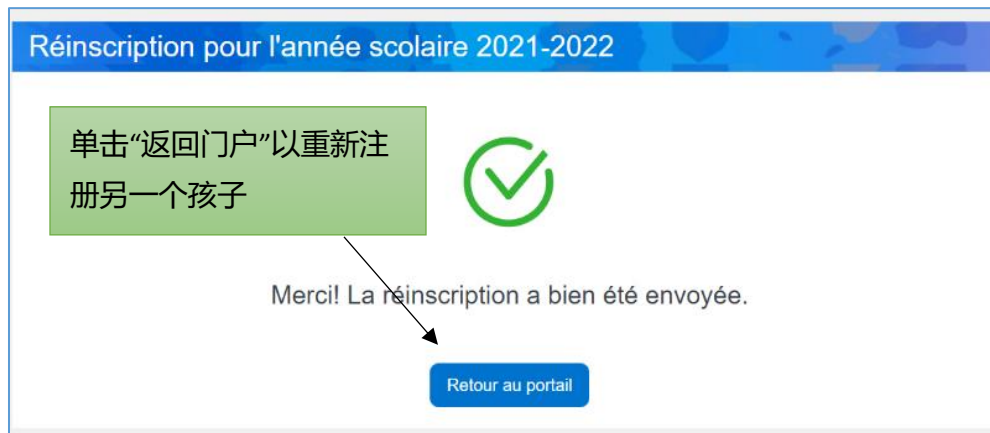 Réinscription pour l'année scolaire 2021-2022
单击“返回门户”以重新注
册另一个孩子
Merci! La réinscription a bien été envoyée.
Retour au portail